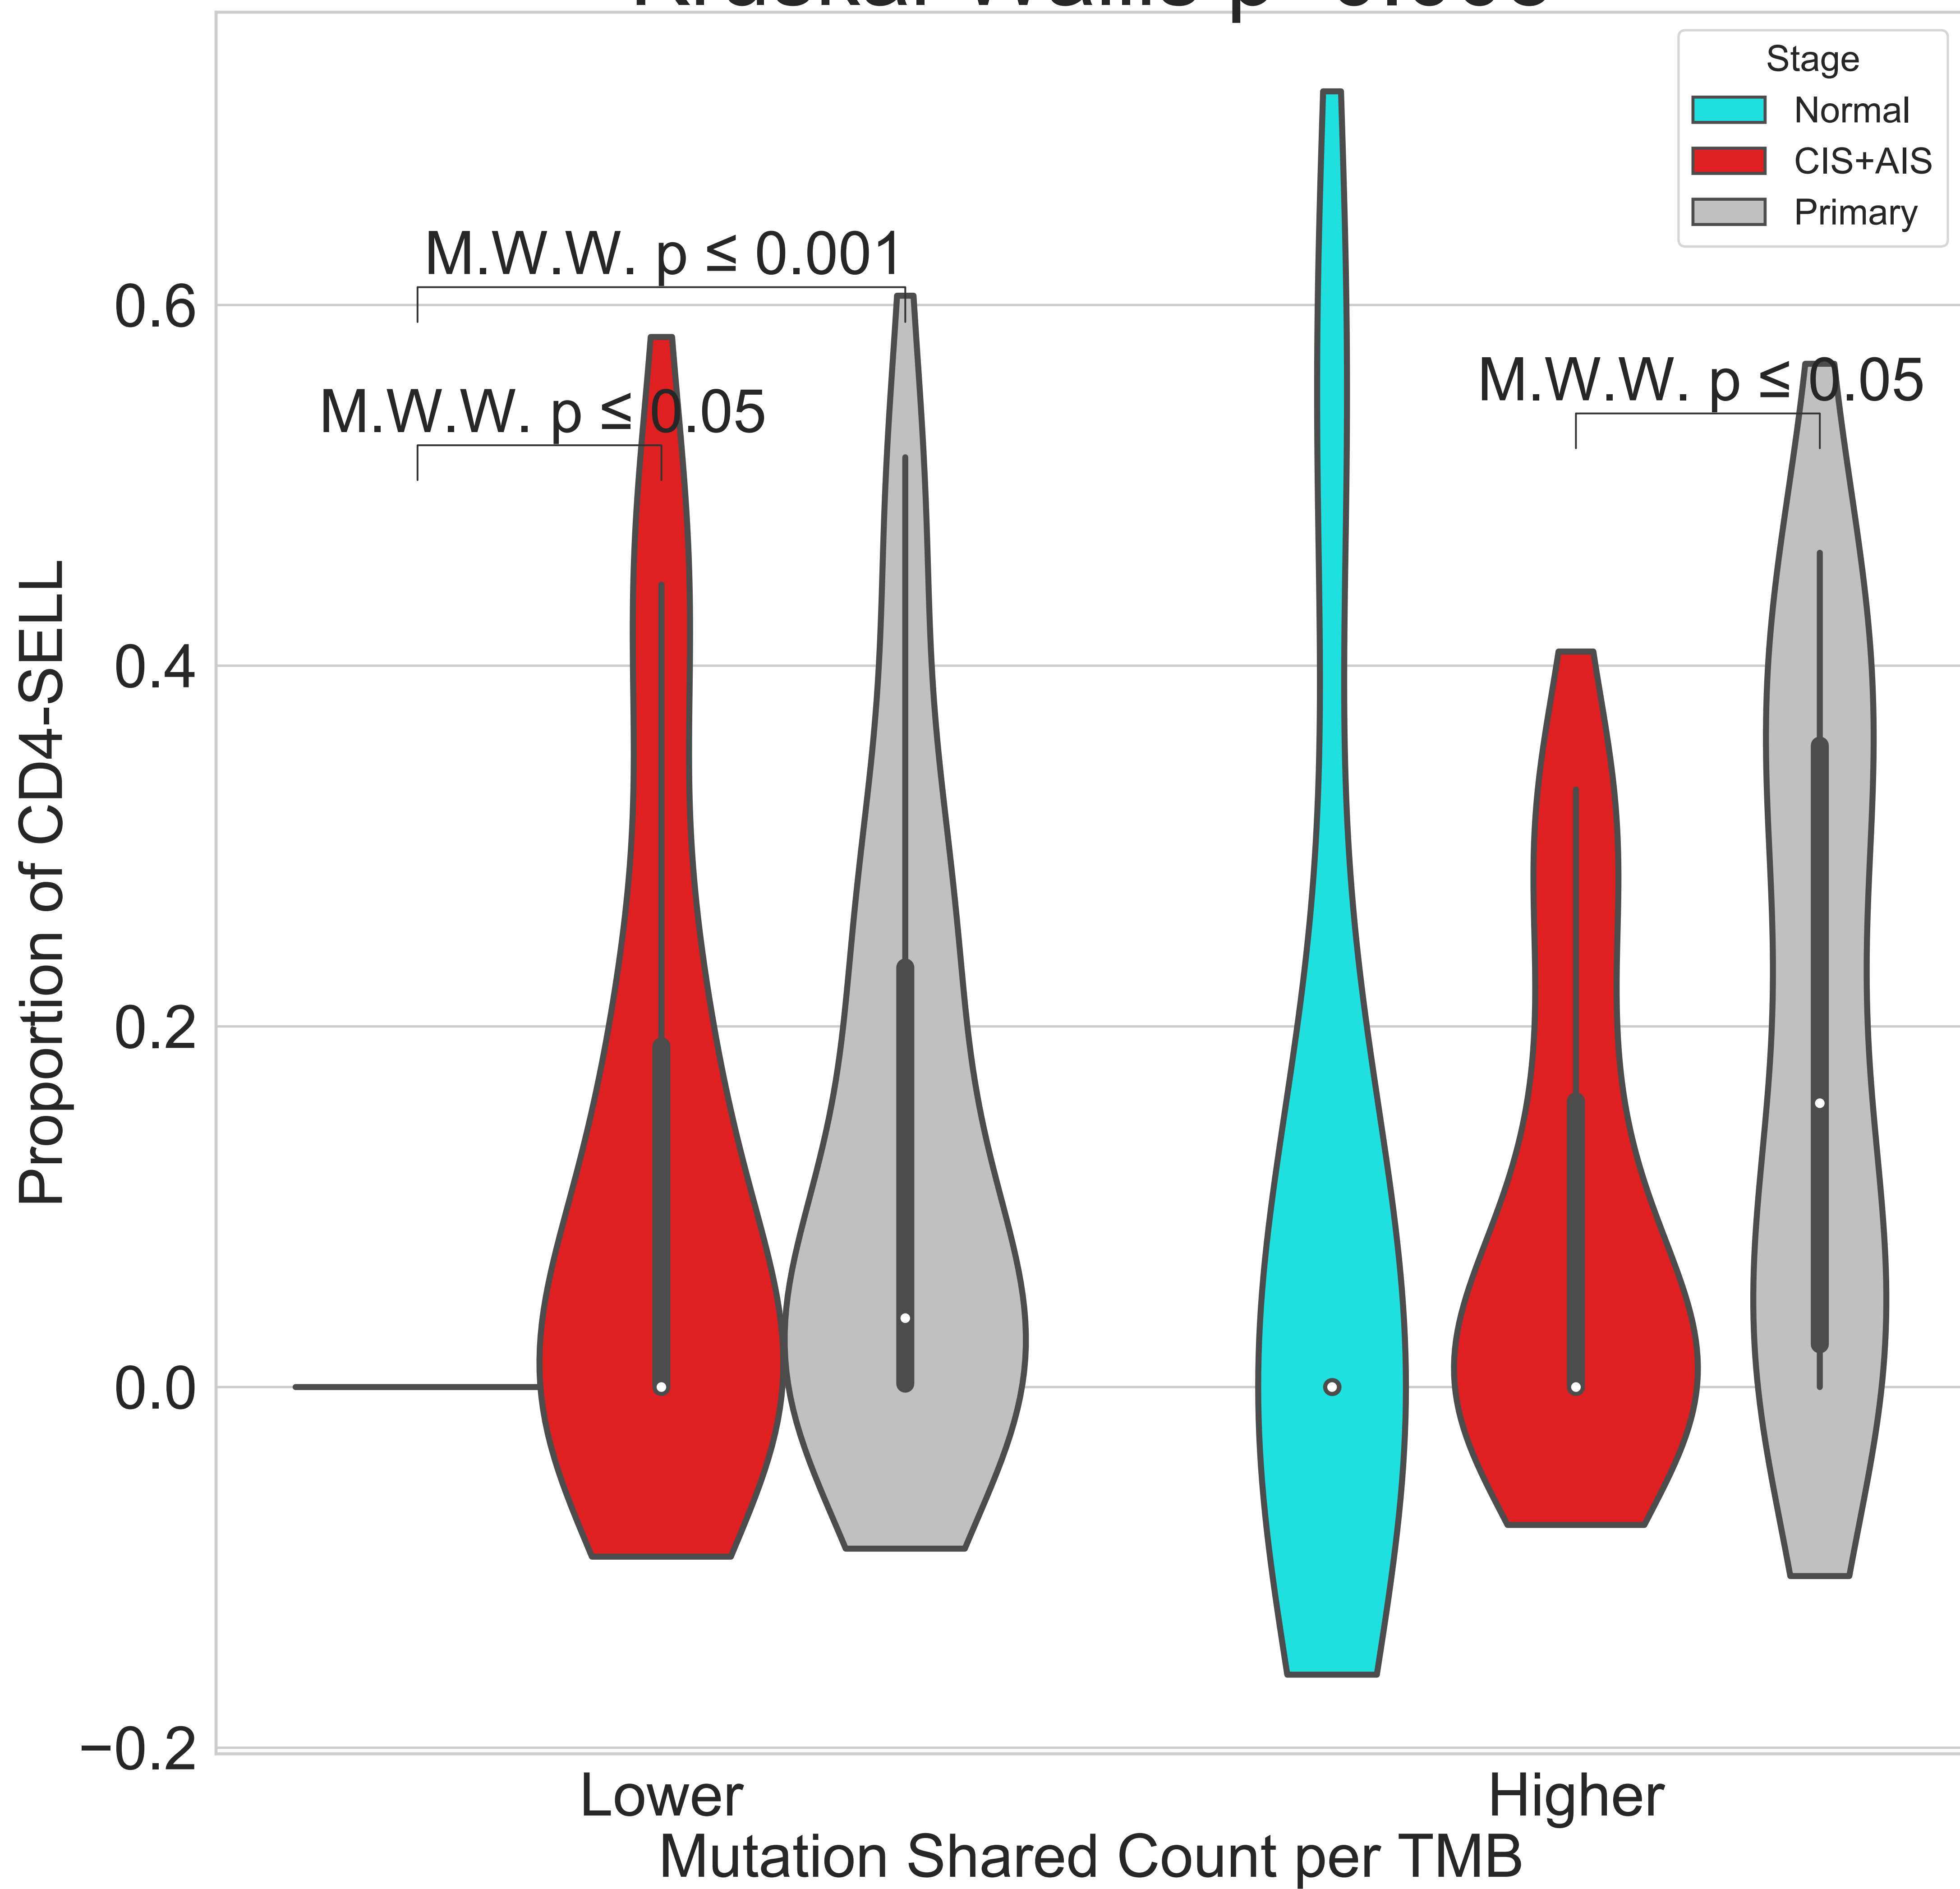 Stage
Normal
CIS+AIS
Primary
M.W.W. p ≤ 0.001
M.W.W. p ≤ 0.05
M.W.W. p ≤ 0.05
0.6
0.4
0.2
0.0
−0.2
Proportion of CD4-SELL
Lower
Higher
Mutation Shared Count per TMB